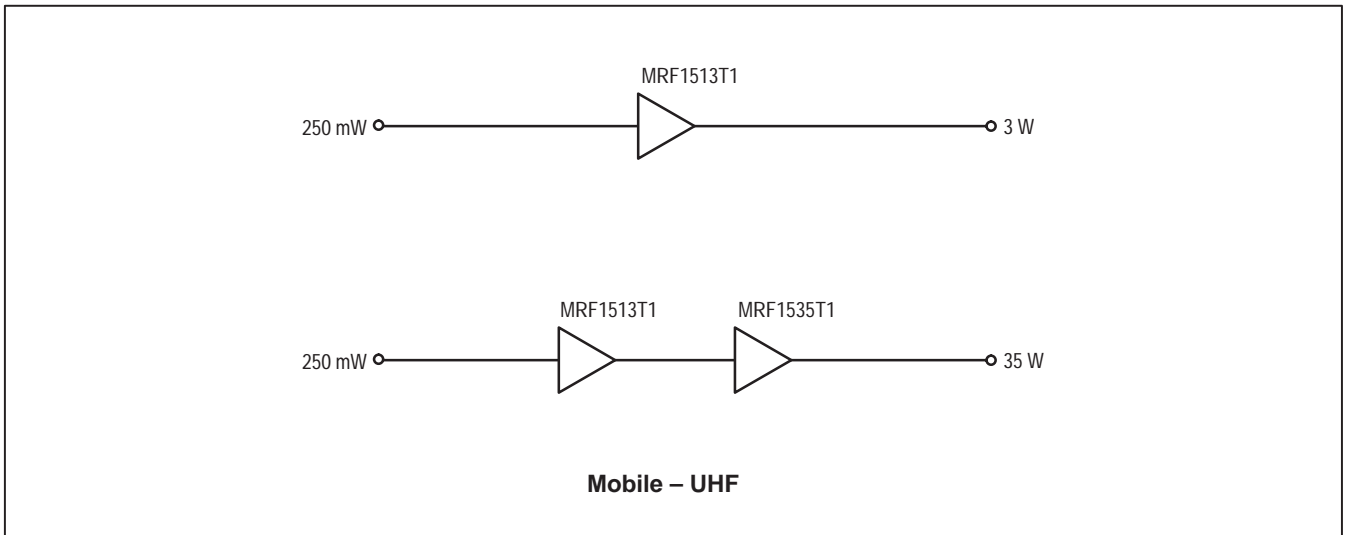 MRF1513T1
250 mW
3 W
MRF1513T1 MRF1535T1
250 mW
35 W
Mobile – UHF